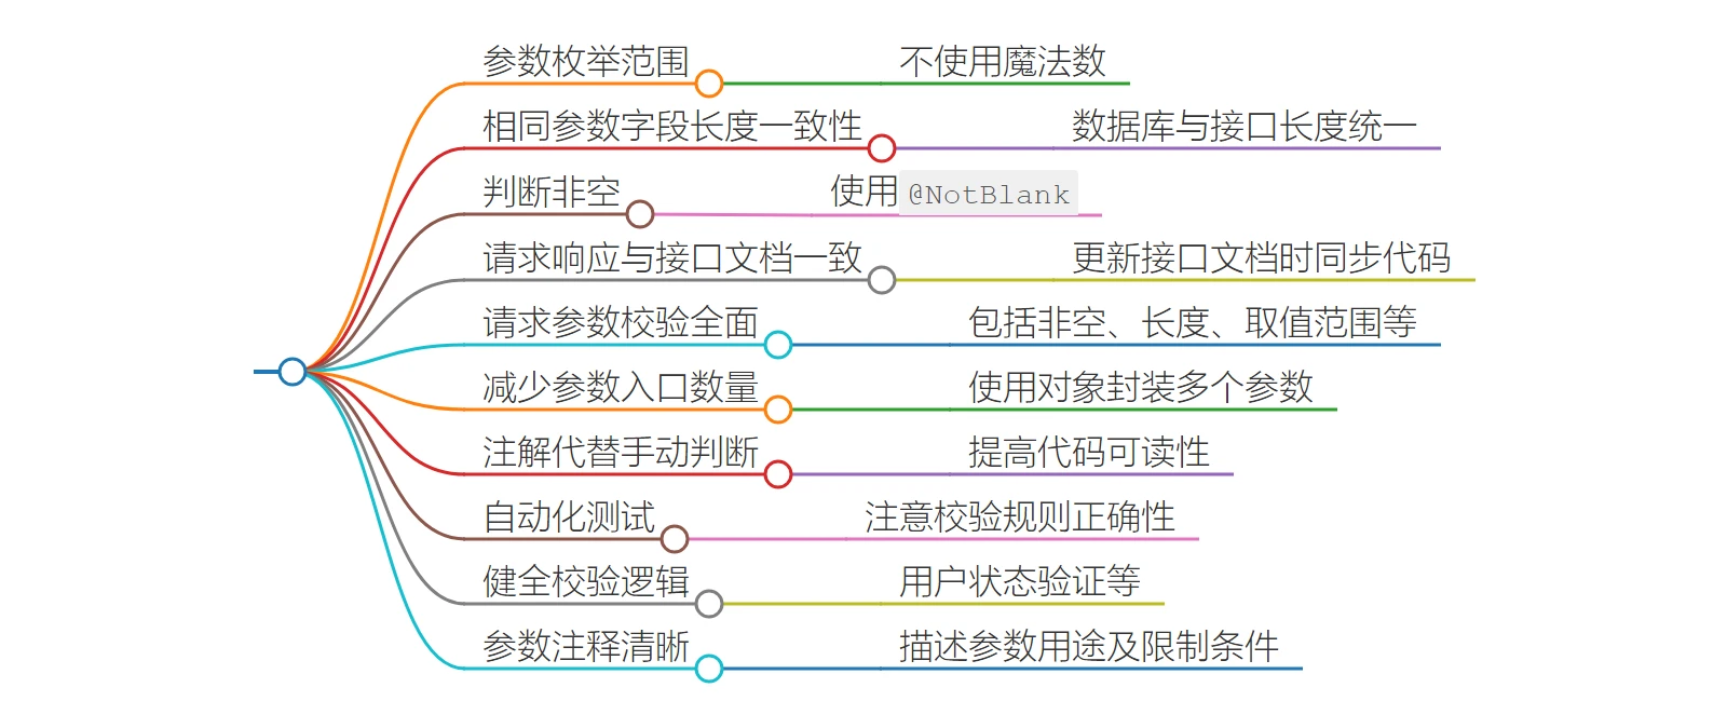 参数枚举范围 不使用魔法数
相同参数字段长度一致性 数据库与接口长度统一
判断非空 使用 @NotBlank
请求响应与接口文档一致 更新接口文档时同步代码
请求参数校验全面 包括非空、长度、取值范围等
减少参数入口数量 使用对象封装多个参数
注解代替手动判断 提高代码可读性
自动化测试 注意校验规则正确性
健全校验逻辑 用户状态验证等
参数注释清晰 描述参数用途及限制条件